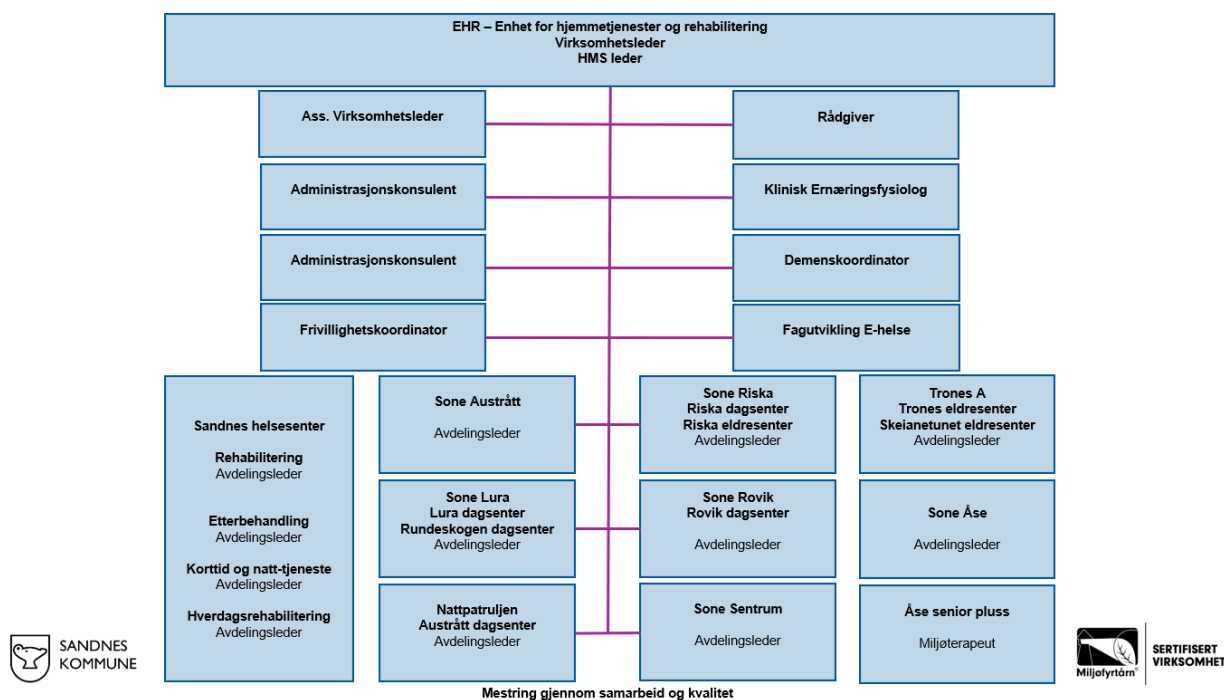 EHR – Enhet for hjemmetjenester og rehabilitering
Virksomhetsleder
HMS leder
Ass. Virksomhetsleder
Rådgiver
Administrasjonskonsulent
Klinisk Ernæringsfysiolog
Administrasjonskonsulent
Demenskoordinator
Frivillighetskoordinator
Fagutvikling E-helse
Sandnes helsesenter
Rehabilitering
Avdelingsleder
Etterbehandling
Avdelingsleder
Korttid og natt-tjeneste
Avdelingsleder
Hverdagsrehabilitering
Avdelingsleder
Sone Austrått
Avdelingsleder
Sone Riska
Riska dagsenter
Riska eldresenter
Avdelingsleder
Trones A
Trones eldresenter
Skeianetunet eldresenter
Avdelingsleder
Sone Lura
Lura dagsenter
Rundeskogen dagsenter
Avdelingsleder
Sone Rovik
Rovik dagsenter
Avdelingsleder
Sone Åse
Avdelingsleder
Nattpatruljen
Austrått dagsenter
Avdelingsleder
Sone Sentrum
Avdelingsleder
Åse senior pluss
Miljøterapeut
SANDNES
KOMMUNE
Miljøfyrtårn®
SERTIFISERT
VIRKSOMHET
Mestring gjennom samarbeid og kvalitet